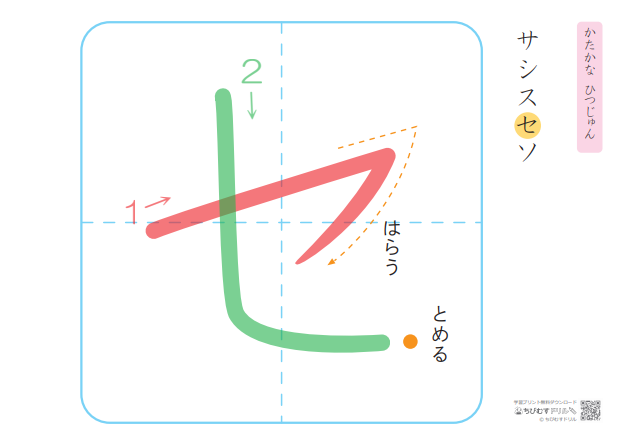 かたかな ひつじゅん
サシスセソ
セ
1
2
はらう
とめる
学習プリント無料ダウンロード
ちびむすドリル
© ちびむすドリル